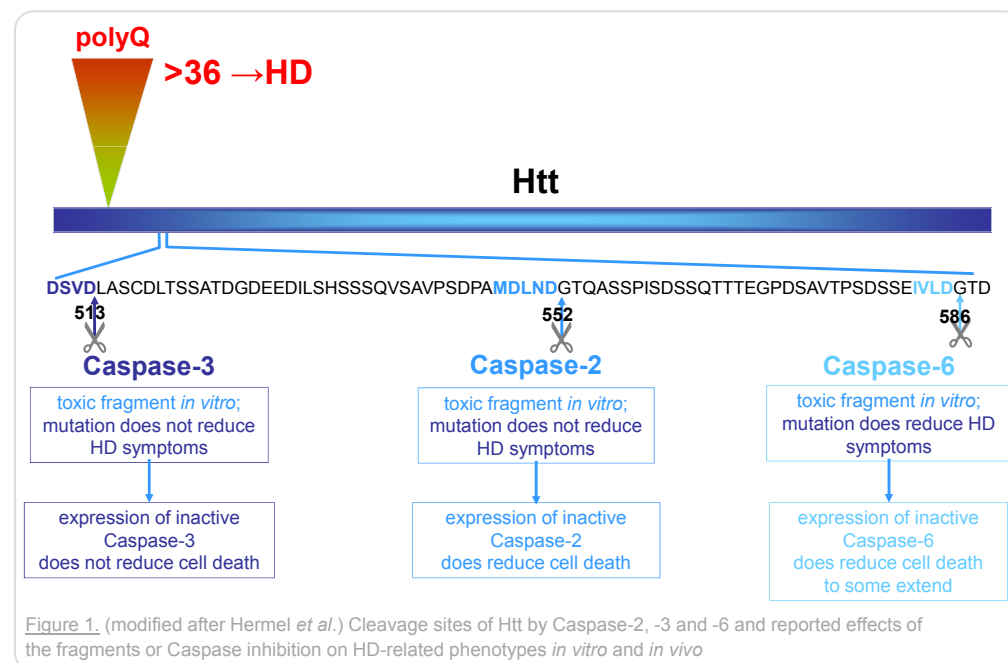 polyQ
>36 →HD
Htt
DSVDLASCDLTSSATDGDEEDILSHSSSQVSAVPSDPAMDLNDGTQASSPISDSSQTTTEGPDSAVTPSDSSEIVLDGTD
513
552
586
Caspase-3
Caspase-2
Caspase-6
toxic fragment in vitro;
mutation does not reduce
HD symptoms
toxic fragment in vitro;
mutation does not reduce
HD symptoms
toxic fragment in vitro;
mutation does reduce HD
symptoms
expression of inactive
Caspase-3
does not reduce cell death
expression of inactive
Caspase-2
does reduce cell death
expression of inactive
Caspase-6
does reduce cell death
to some extend
Figure 1. (modified after Hermel et al.) Cleavage sites of Htt by Caspase-2, -3 and -6 and reported effects of
the fragments or Caspase inhibition on HD-related phenotypes in vitro and in vivo